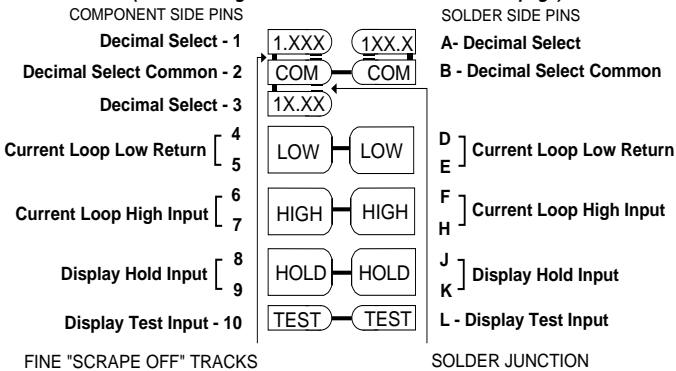 COMPONENT SIDE PINS SOLDER SIDE PINS
Decimal Select - 1 1.XXX 1XX.X A- Decimal Select
Decimal Select Common - 2 COM COM B - Decimal Select Common
Decimal Select - 3 1X.XX
4 D
Current Loop Low Return LOW LOW Current Loop Low Return
5 E
6 F
Current Loop High Input HIGH HIGH Current Loop High Input
7 H
8 J
Display Hold Input HOLD HOLD Display Hold Input
9 K
Display Test Input - 10 TEST TEST L - Display Test Input
FINE "SCRAPE OFF" TRACKS SOLDER JUNCTION